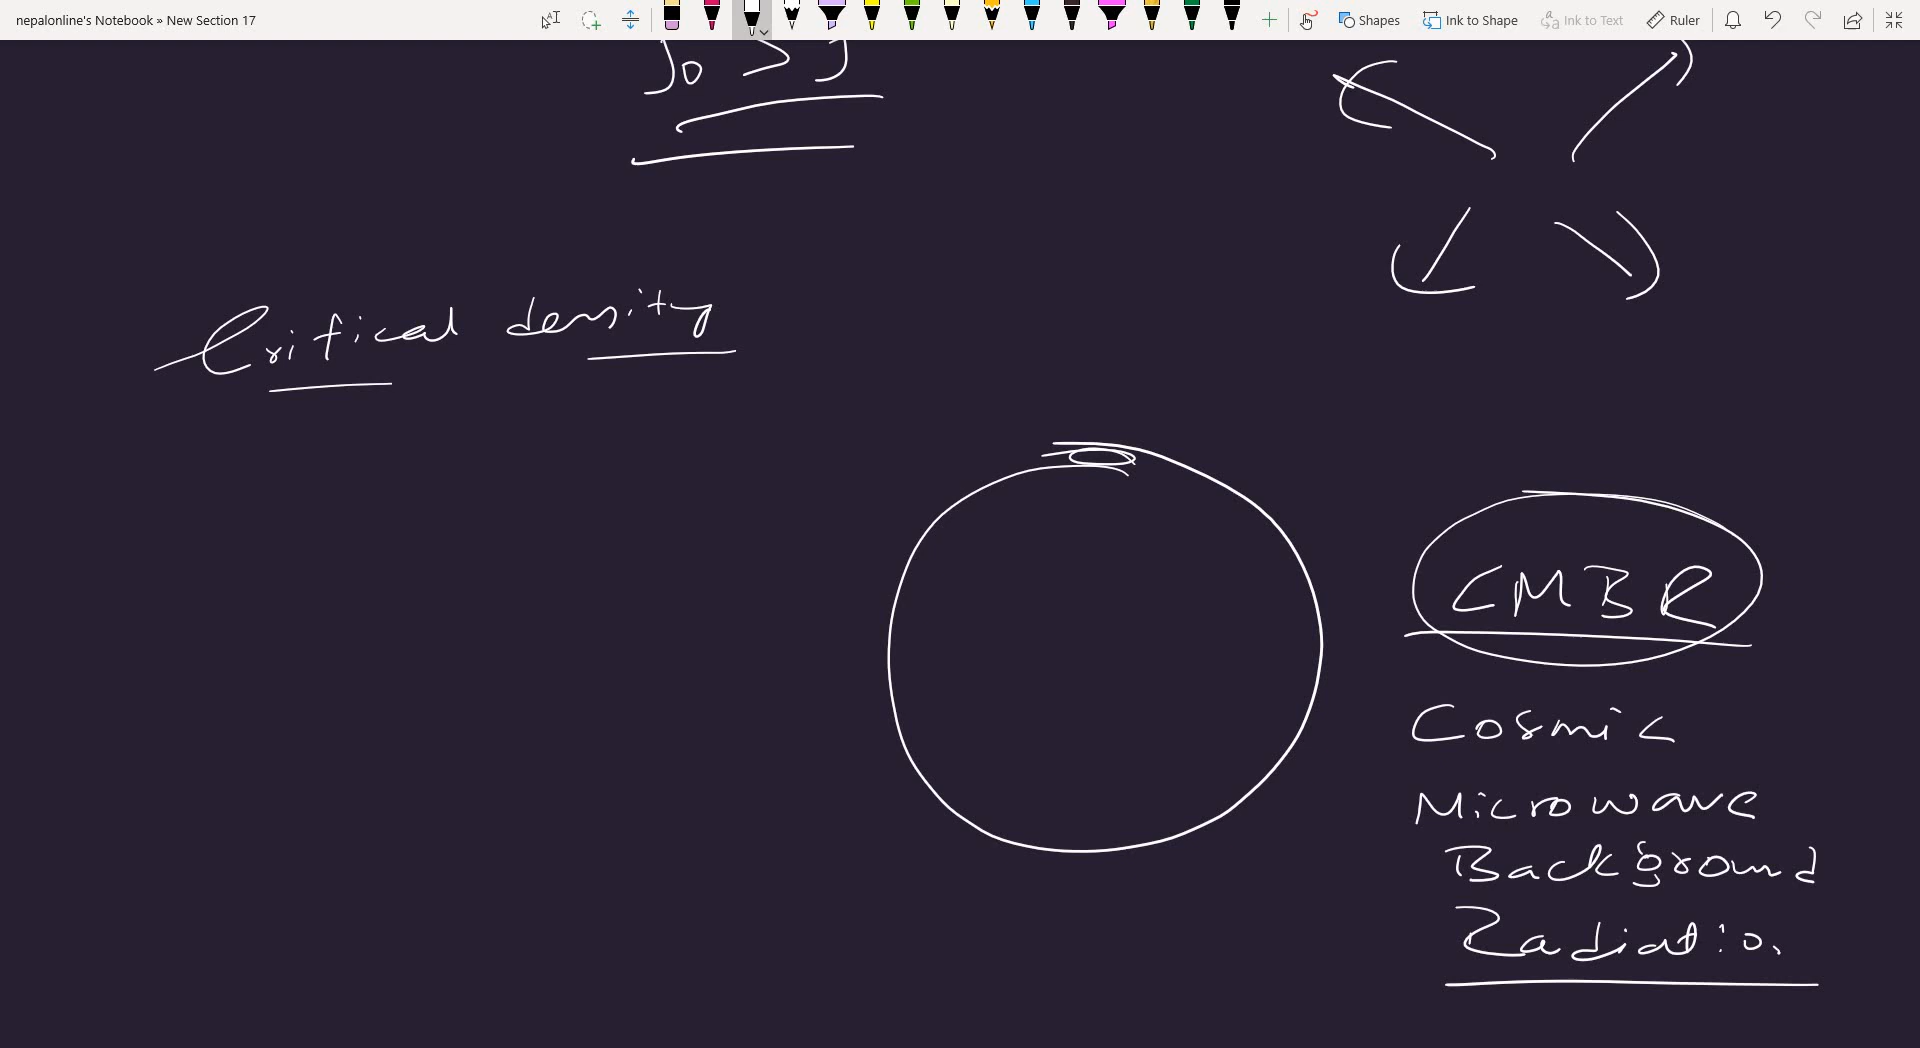 nepalonline's Notebook » New Section 17
Shapes
Ink to Shape
Ink to Text
Ruler
Critical density
CMBR
Cosmic
Microwave
Background
Radiation